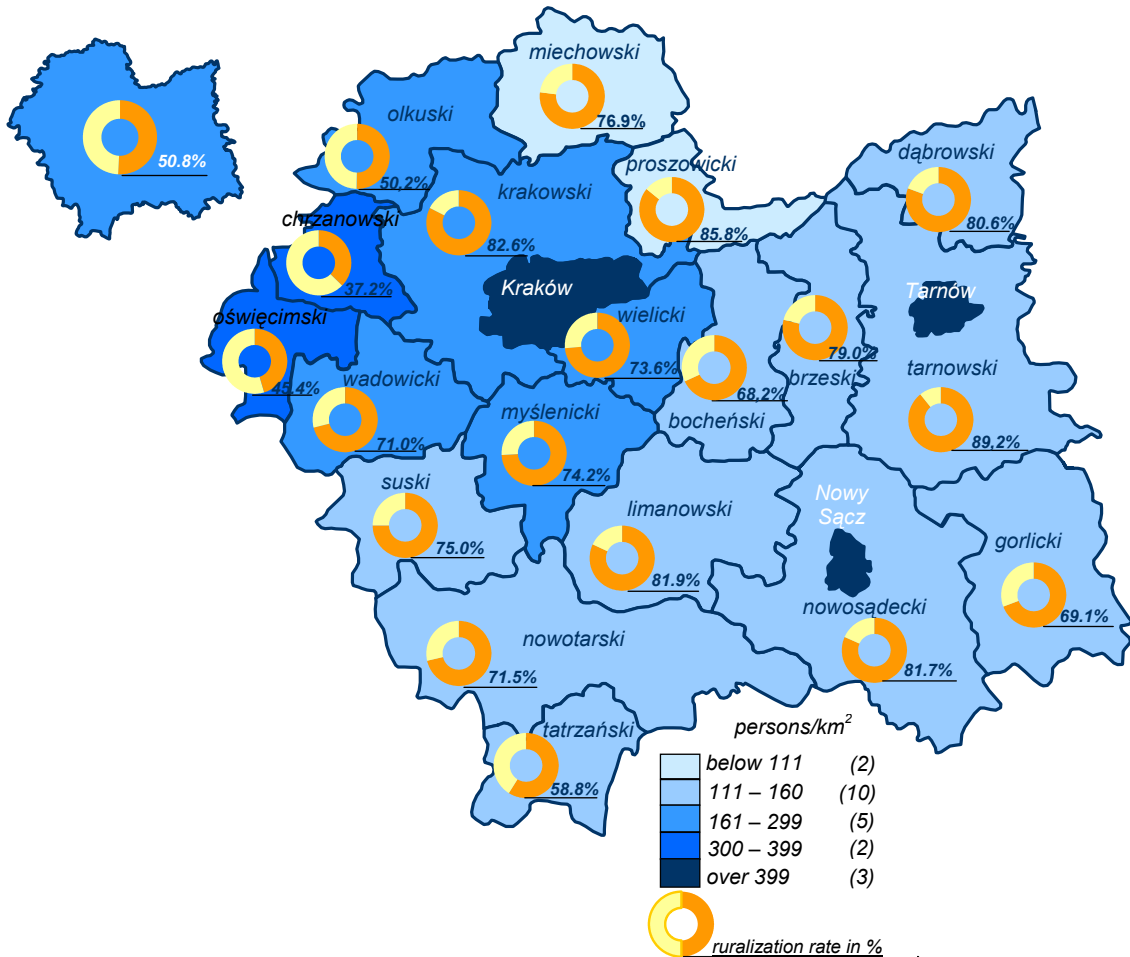 miechowski
76.9%
olkuski
50,2%
50.8%
proszowicki
85.8%
dąbrowski
80.6%
krakowski
82.6%
chrzanowski
37.2%
Kraków
Tarnów
oświęcimski
45.4%
wielicki
73.6%
79.0%
brzeski
68,2%
bocheński
tarnowski
89,2%
wadowicki
71.0%
myślenicki
74.2%
suski
75.0%
limanowski
81.9%
Nowy
Sącz
gorlicki
69.1%
nowosądecki
81.7%
nowotarski
71.5%
tatrzański
58.8%
persons/km²
below 111 (2)
111 – 160 (10)
161 – 299 (5)
300 – 399 (2)
over 399 (3)
ruralization rate in %